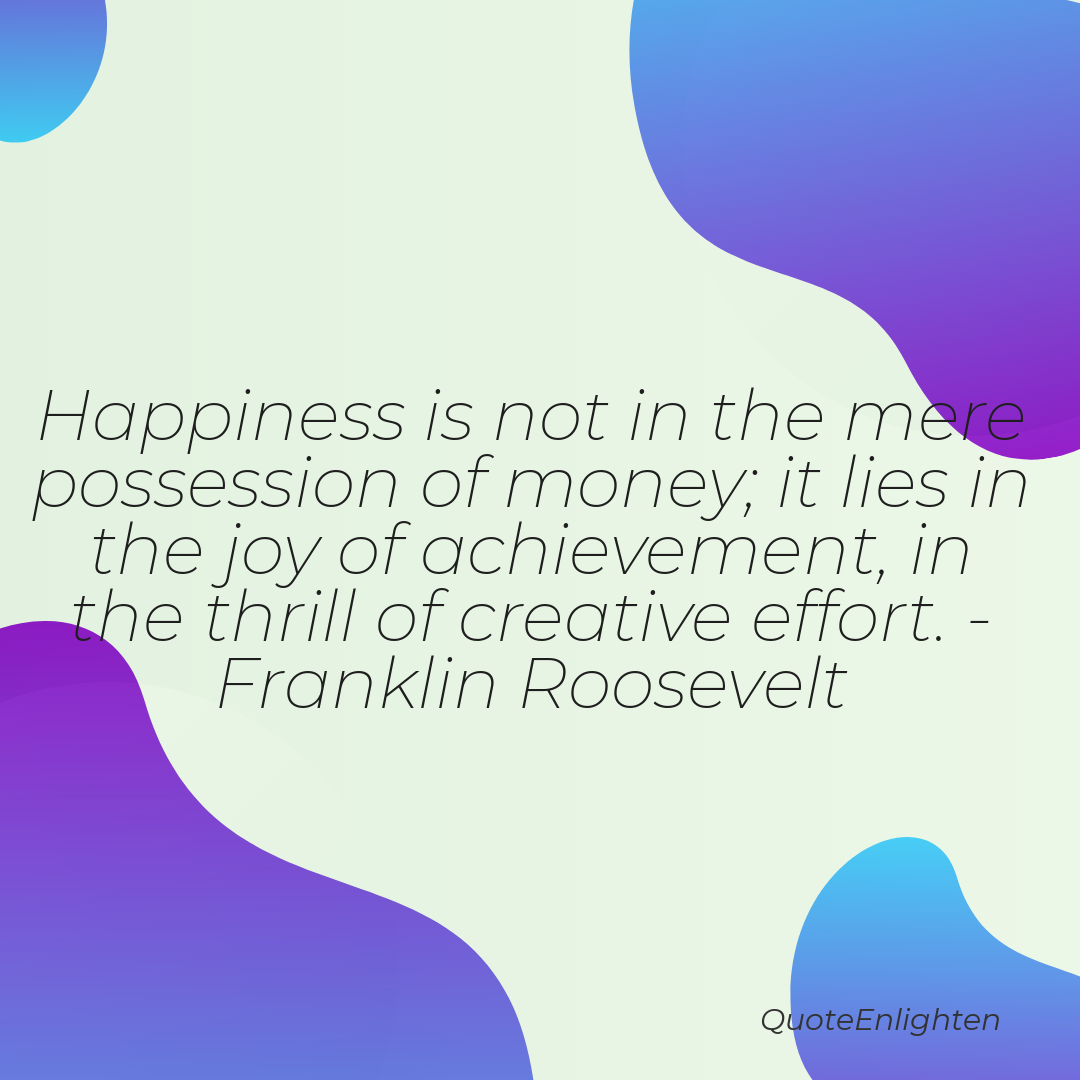 Happiness is not in the mere
possession of money; it lies in
the joy of achievement, in
the thrill of creative effort. -
Franklin Roosevelt
QuoteEnlighten